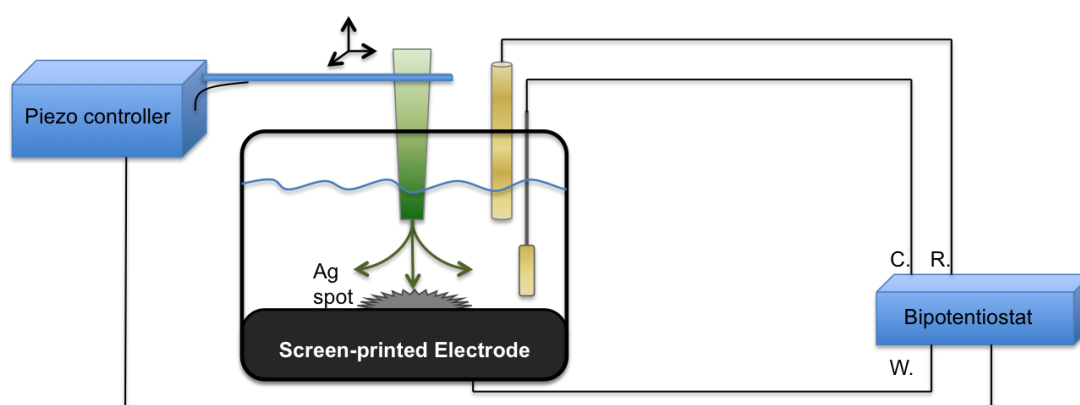 Piezo controller
Ag
spot
Screen-printed Electrode
C.
R.
Bipotentiostat
W.